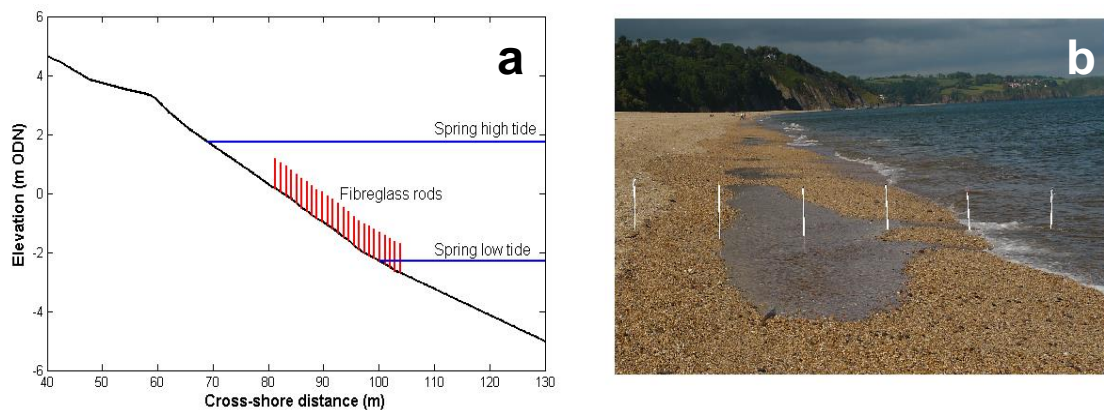 a
6
4
2
0
-2
-4
-6
Elevation (m ODN)
Spring high tide
Fibreglass rods
Spring low tide
40 50 60 70 80 90 100 110 120 130
Cross-shore distance (m)
b